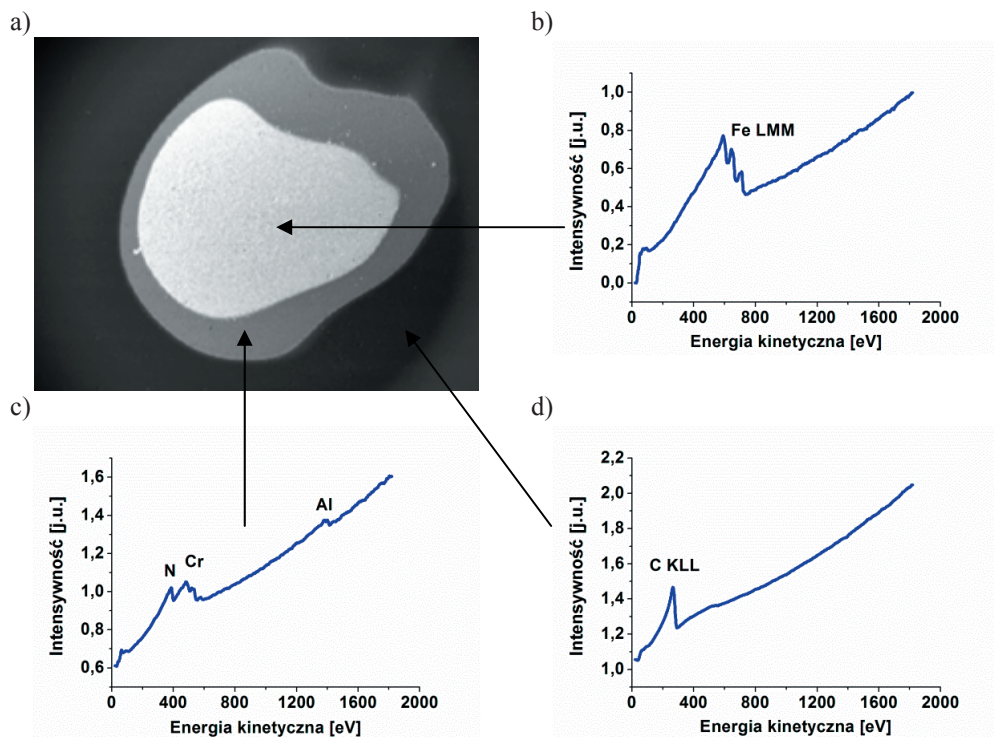 a)
b)
1,0
0,8
0,6
0,4
0,2
0,0
Intensywność [j.u.]
Fe LMM
0 400 800 1200 1600 2000
Energia kinetyczna [eV]
c)
1,6
1,4
1,2
1,0
0,8
0,6
Intensywność [j.u.]
N Cr Al
0 400 800 1200 1600 2000
Energia kinetyczna [eV]
d)
2,2
2,0
1,8
1,6
1,4
1,2
1,0
Intensywność [j.u.]
C KLL
0 400 800 1200 1600 2000
Energia kinetyczna [eV]